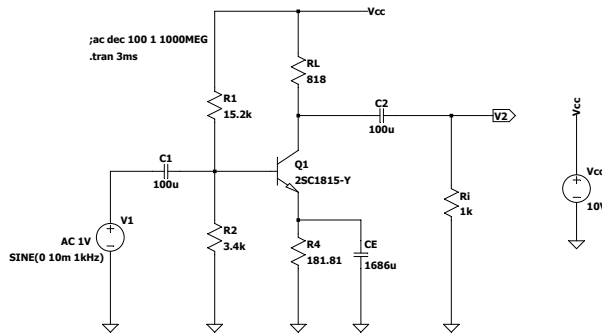 Vcc
;ac dec 100 1 1000MEG
.tran 3ms
RL
818
R1
15.2k
C2
100u
V2
Vcc
C1
100u
Q1
2SC1815-Y
Ri
1k
Vcc
10V
V1
AC 1V
SINE(0 10m 1kHz)
R2
3.4k
R4
181.81
CE
1686u